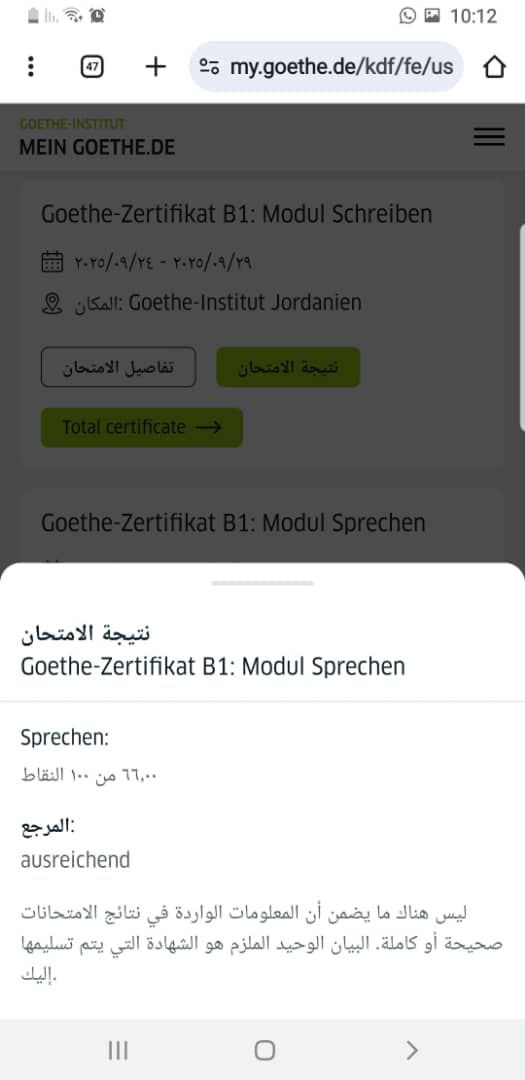 10:12
47
my.goethe.de/kdf/fe/us
GOETHE-INSTITUT
MEIN GOETHE.DE
Goethe-Zertifikat B1: Modul Schreiben
٢٠٢٥/٠٩/٢٤ - ٢٠٢٥/٠٩/٢٩
المكان: Goethe-Institut Jordanien
تفاصيل الامتحان
نتيجة الامتحان
Total certificate →
Goethe-Zertifikat B1: Modul Sprechen
نتيجة الامتحان
Goethe-Zertifikat B1: Modul Sprechen
Sprechen:
٦٦,٠٠ من ١٠٠ النقاط
المرجع:
ausreichend
ليس هناك ما يضمن أن المعلومات الواردة في نتائج الامتحانات
صحيحة أو كاملة. البيان الوحيد الملزم هو الشهادة التي يتم تسليمها
إليك.